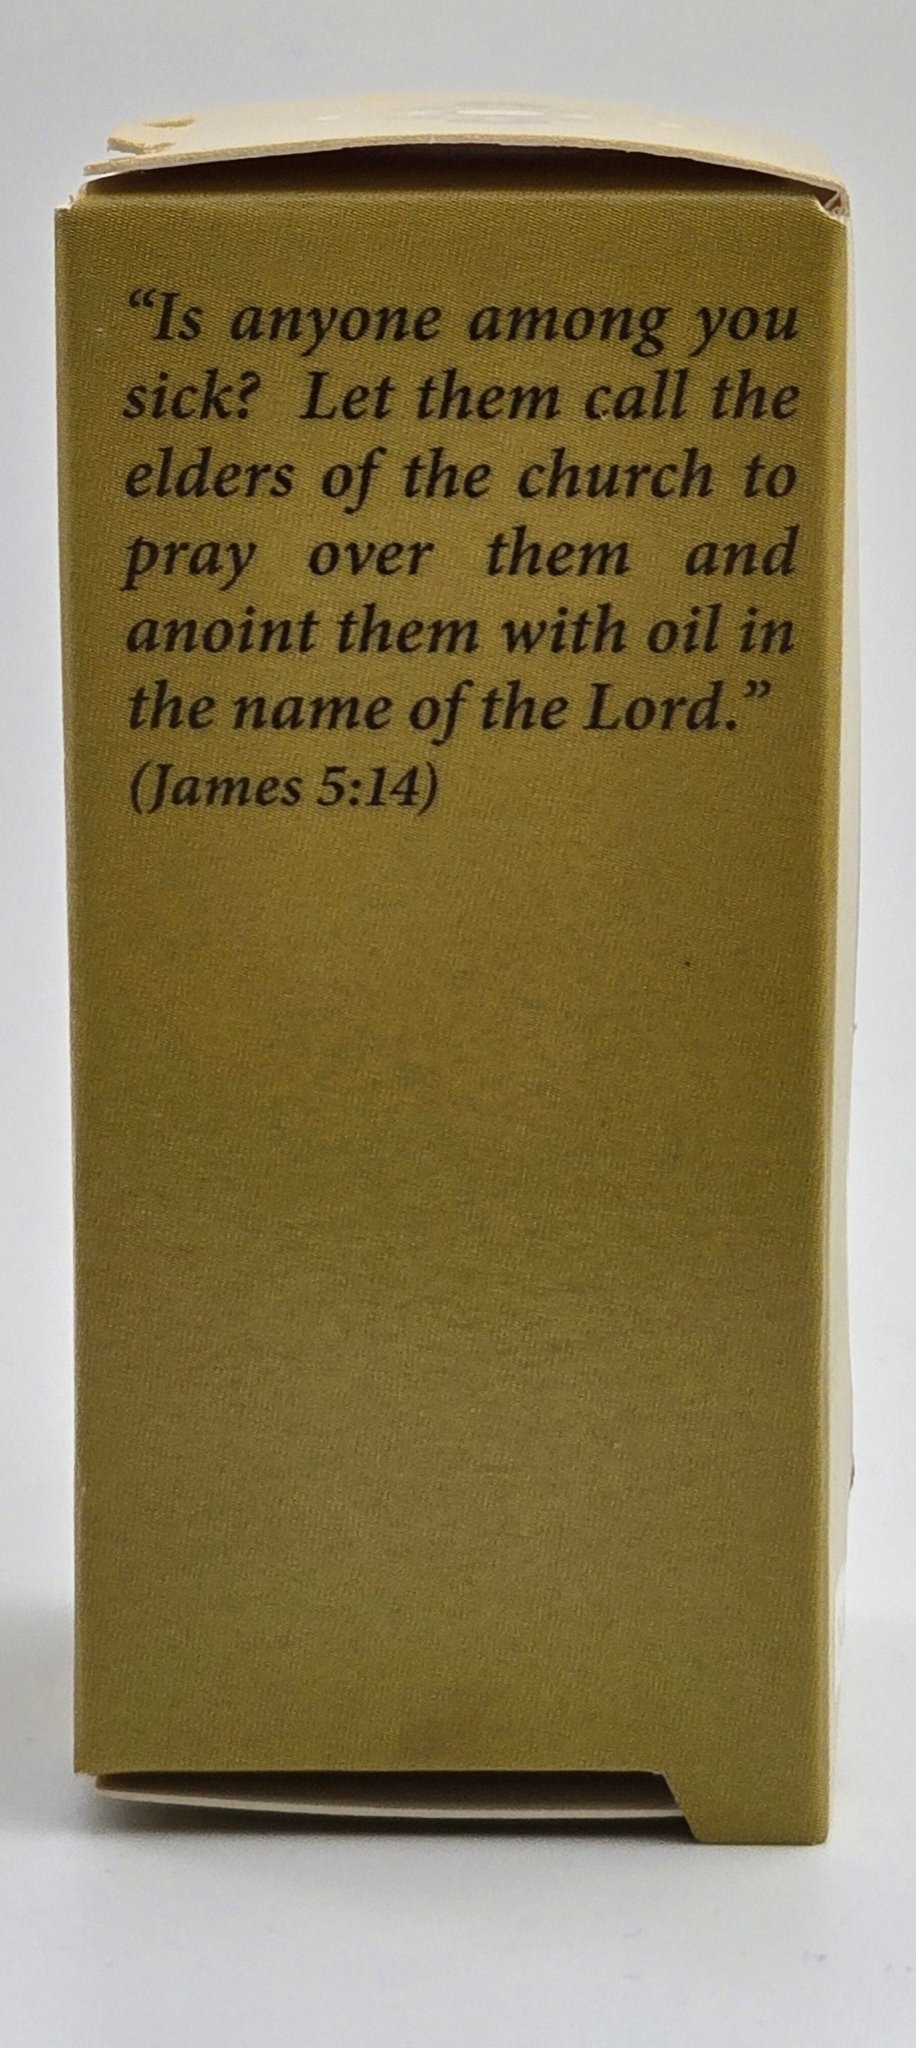 “Is anyone among you
sick? Let them call the
elders of the church to
pray over them and
anoint them with oil in
the name of the Lord.”
(James 5:14)